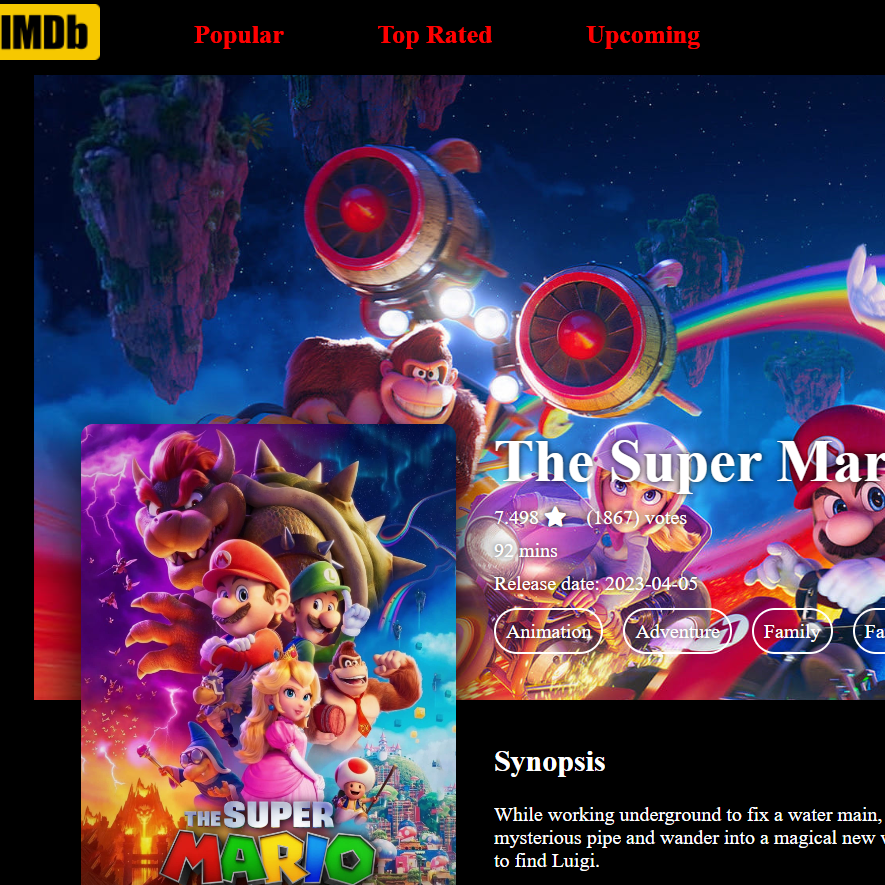 IMDb
Popular
Top Rated
Upcoming
The Super Mar
7.498 (1867) votes
92 mins
Release date: 2023-04-05
Animation
Adventure
Family
Fa
THE SUPER
MARIO
Synopsis
While working underground to fix a water main,
mysterious pipe and wander into a magical new w
to find Luigi.